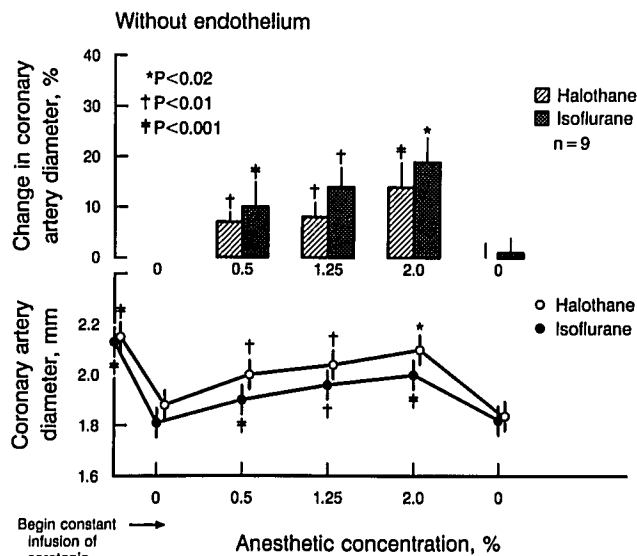 Without endothelium
Change in coronary
artery diameter, %
40
30
20
10
0
*P<0.02
†P<0.01
‡P<0.001
Halothane
Isoflurane
n = 9
† ‡ † † ‡ *
0 0.5 1.25 2.0 0
Coronary artery
diameter, mm
2.2
2.0
1.8
1.6
Halothane
Isoflurane
‡ † † *
‡ ‡ † ‡
0 0.5 1.25 2.0 0
Begin constant
infusion of
Anesthetic concentration, %